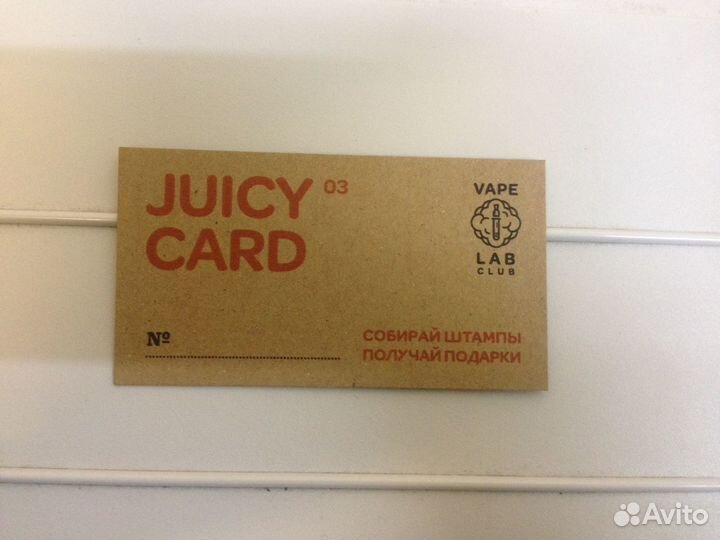 JUICY 03
CARD
VAPE
LAB
CLUB
№
СОБИРАЙ ШТАМПЫ
ПОЛУЧАЙ ПОДАРКИ
Avito